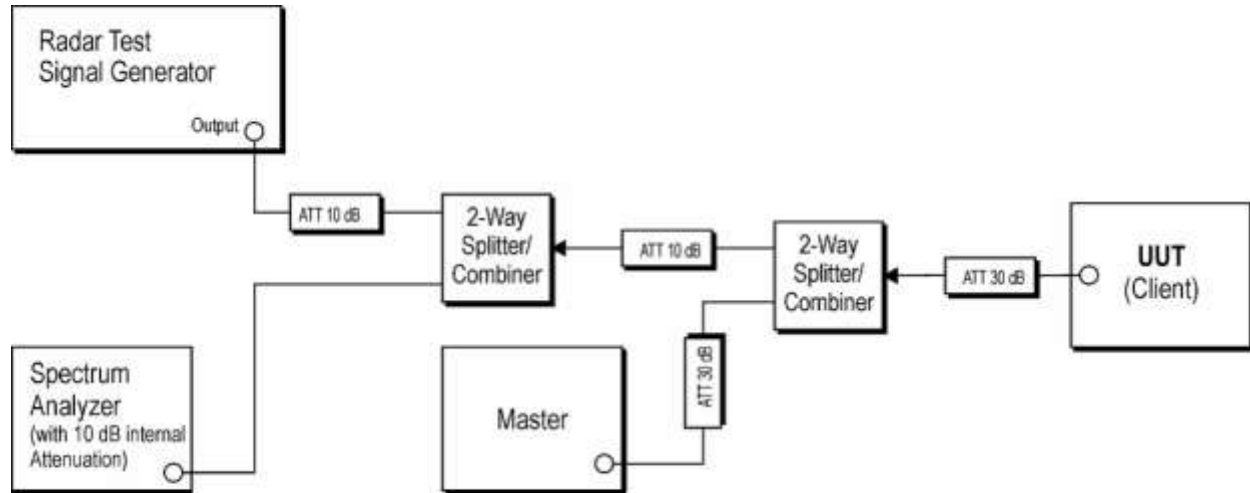 Radar Test
Signal Generator
Output
ATT 10 dB
2-Way
Splitter/
Combiner
ATT 10 dB
2-Way
Splitter/
Combiner
ATT 30 dB
UUT
(Client)
Spectrum
Analyzer
(with 10 dB internal
Attenuation)
Master
ATT 30 dB